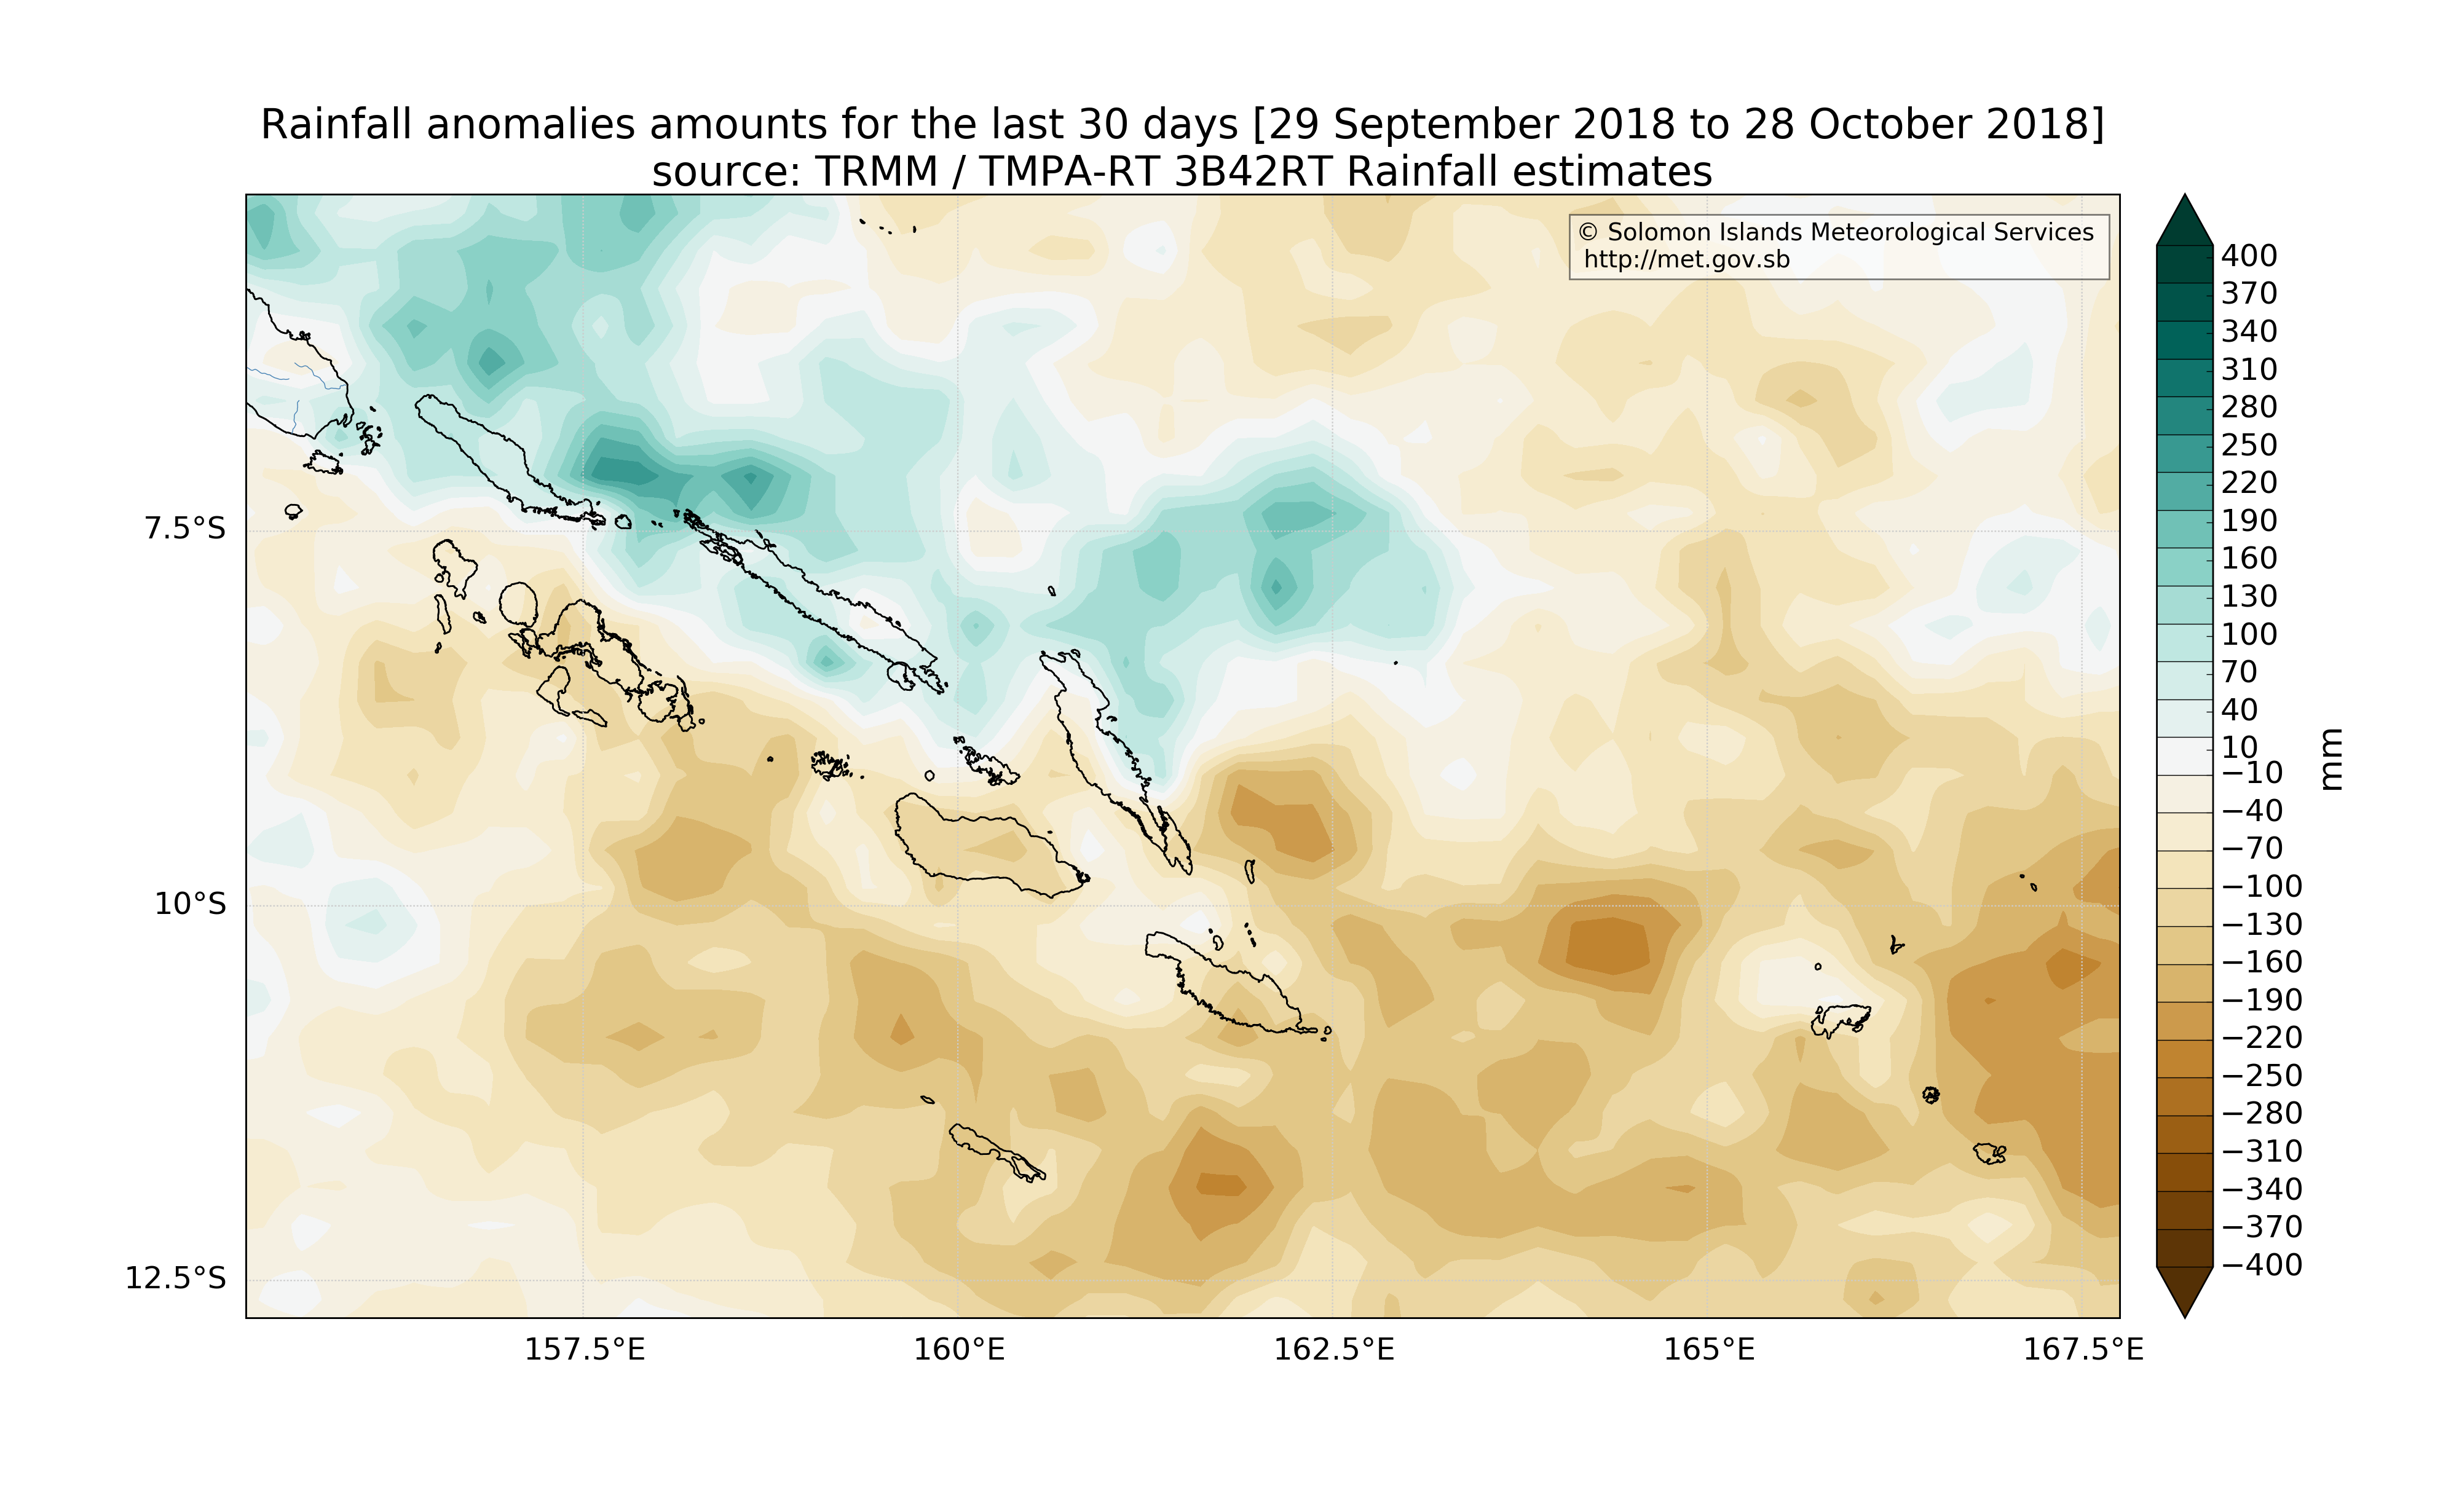 Rainfall anomalies amounts for the last 30 days [29 September 2018 to 28 October 2018]
source: TRMM / TMPA-RT 3B42RT Rainfall estimates
© Solomon Islands Meteorological Services
http://met.gov.sb
7.5°S
10°S
12.5°S
157.5°E
160°E
162.5°E
165°E
167.5°E
400
370
340
310
280
250
220
190
160
130
100
70
40
10
−10
−40
−70
−100
−130
−160
−190
−220
−250
−280
−310
−340
−370
−400
mm